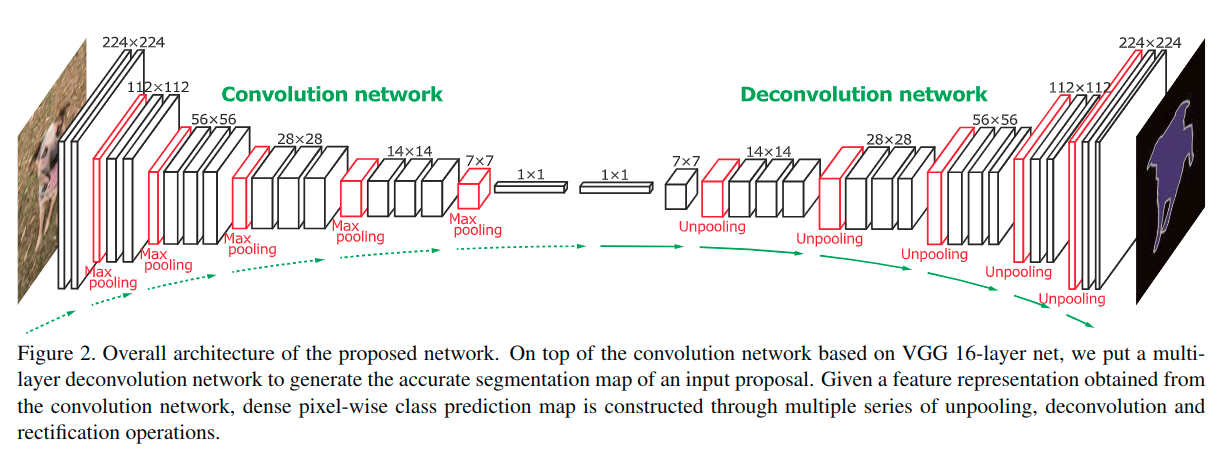 224×224
112×112
56×56
28×28
14×14
7×7
1×1
1×1
7×7
14×14
28×28
56×56
112×112
224×224
Convolution network
Deconvolution network
Max
pooling
Max
pooling
Max
pooling
Max
pooling
Max
pooling
Unpooling
Unpooling
Unpooling
Unpooling
Unpooling
Figure 2. Overall architecture of the proposed network. On top of the convolution network based on VGG 16-layer net, we put a multi-
layer deconvolution network to generate the accurate segmentation map of an input proposal. Given a feature representation obtained from
the convolution network, dense pixel-wise class prediction map is constructed through multiple series of unpooling, deconvolution and
rectification operations.